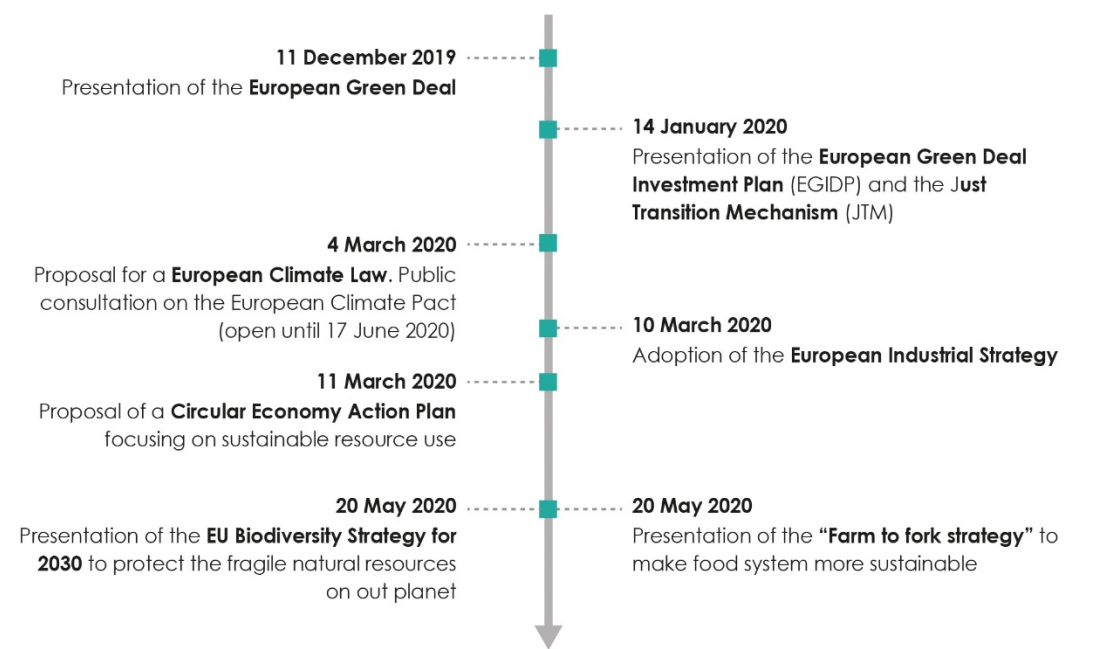 11 December 2019
Presentation of the European Green Deal
14 January 2020
Presentation of the European Green Deal
Investment Plan (EGIDP) and the Just
Transition Mechanism (JTM)
4 March 2020
Proposal for a European Climate Law. Public
consultation on the European Climate Pact
(open until 17 June 2020)
10 March 2020
Adoption of the European Industrial Strategy
11 March 2020
Proposal of a Circular Economy Action Plan
focusing on sustainable resource use
20 May 2020
Presentation of the EU Biodiversity Strategy for
2030 to protect the fragile natural resources
on out planet
20 May 2020
Presentation of the “Farm to fork strategy” to
make food system more sustainable